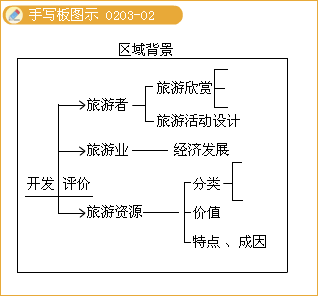 手写板图示 0203-02
区域背景
旅游者
旅游欣赏
旅游活动设计
旅游业
经济发展
开发 评价
旅游资源
分类
价值
特点、成因